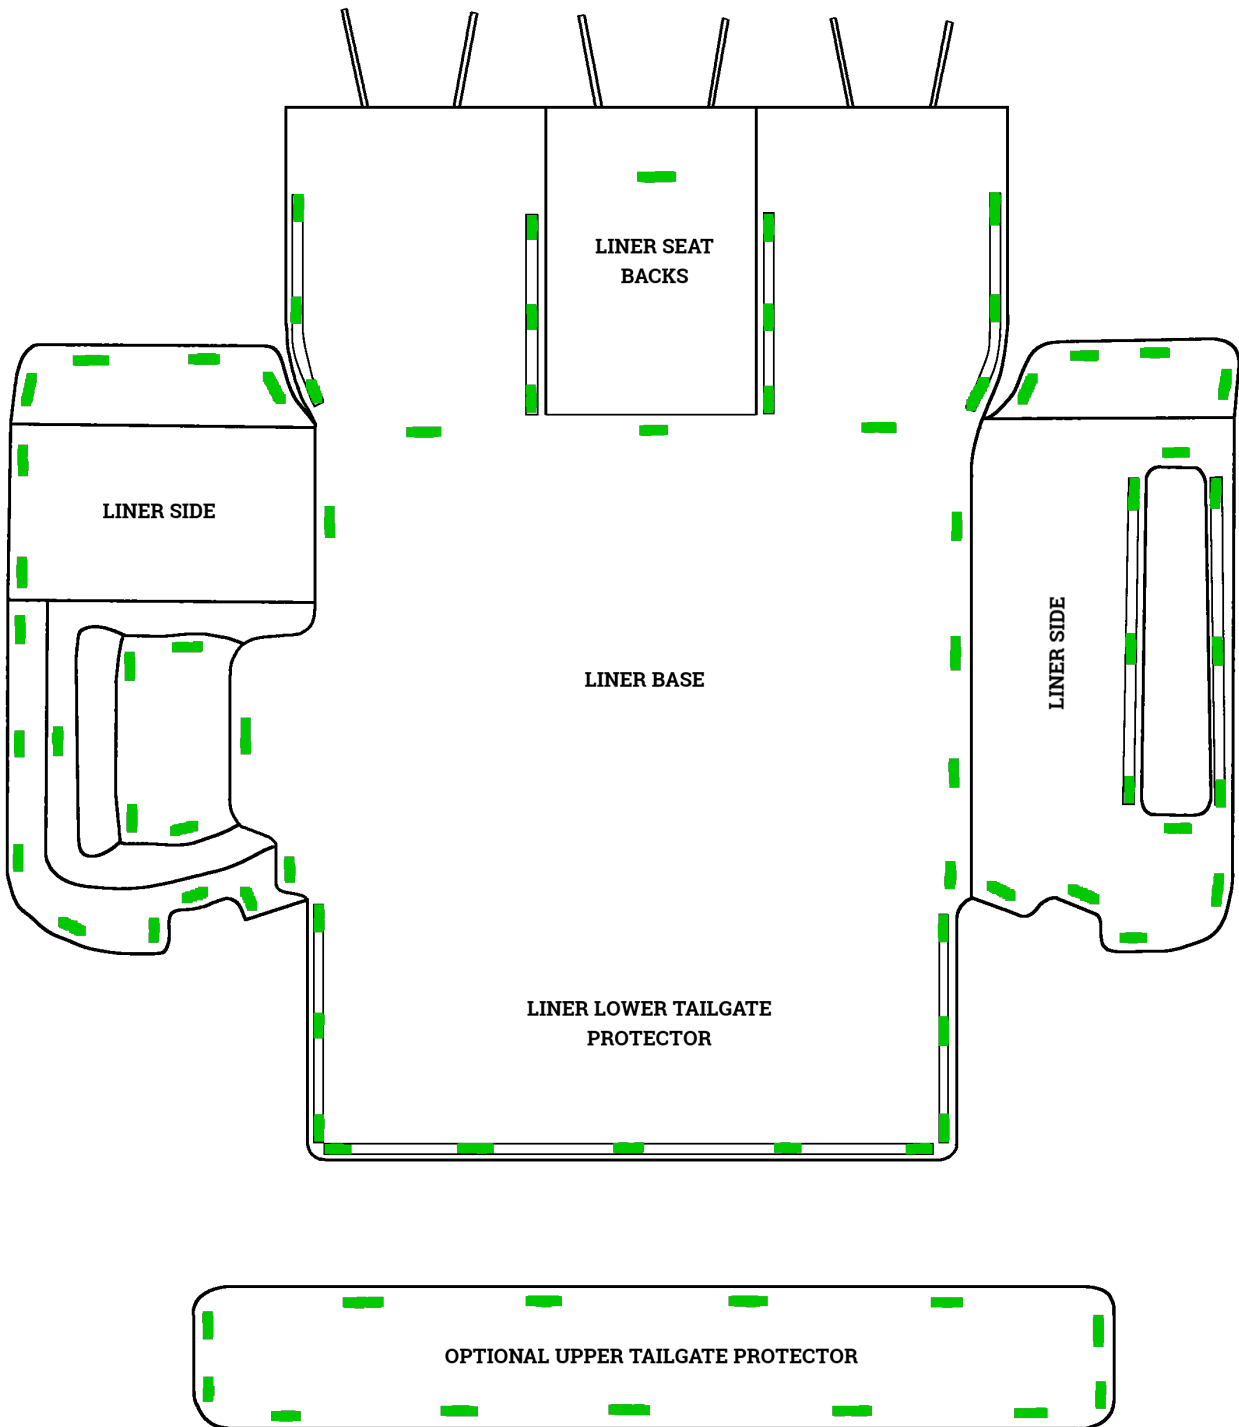 LINER SEAT
BACKS
LINER SIDE
LINER SIDE
LINER BASE
LINER LOWER TAILGATE
PROTECTOR
OPTIONAL UPPER TAILGATE PROTECTOR